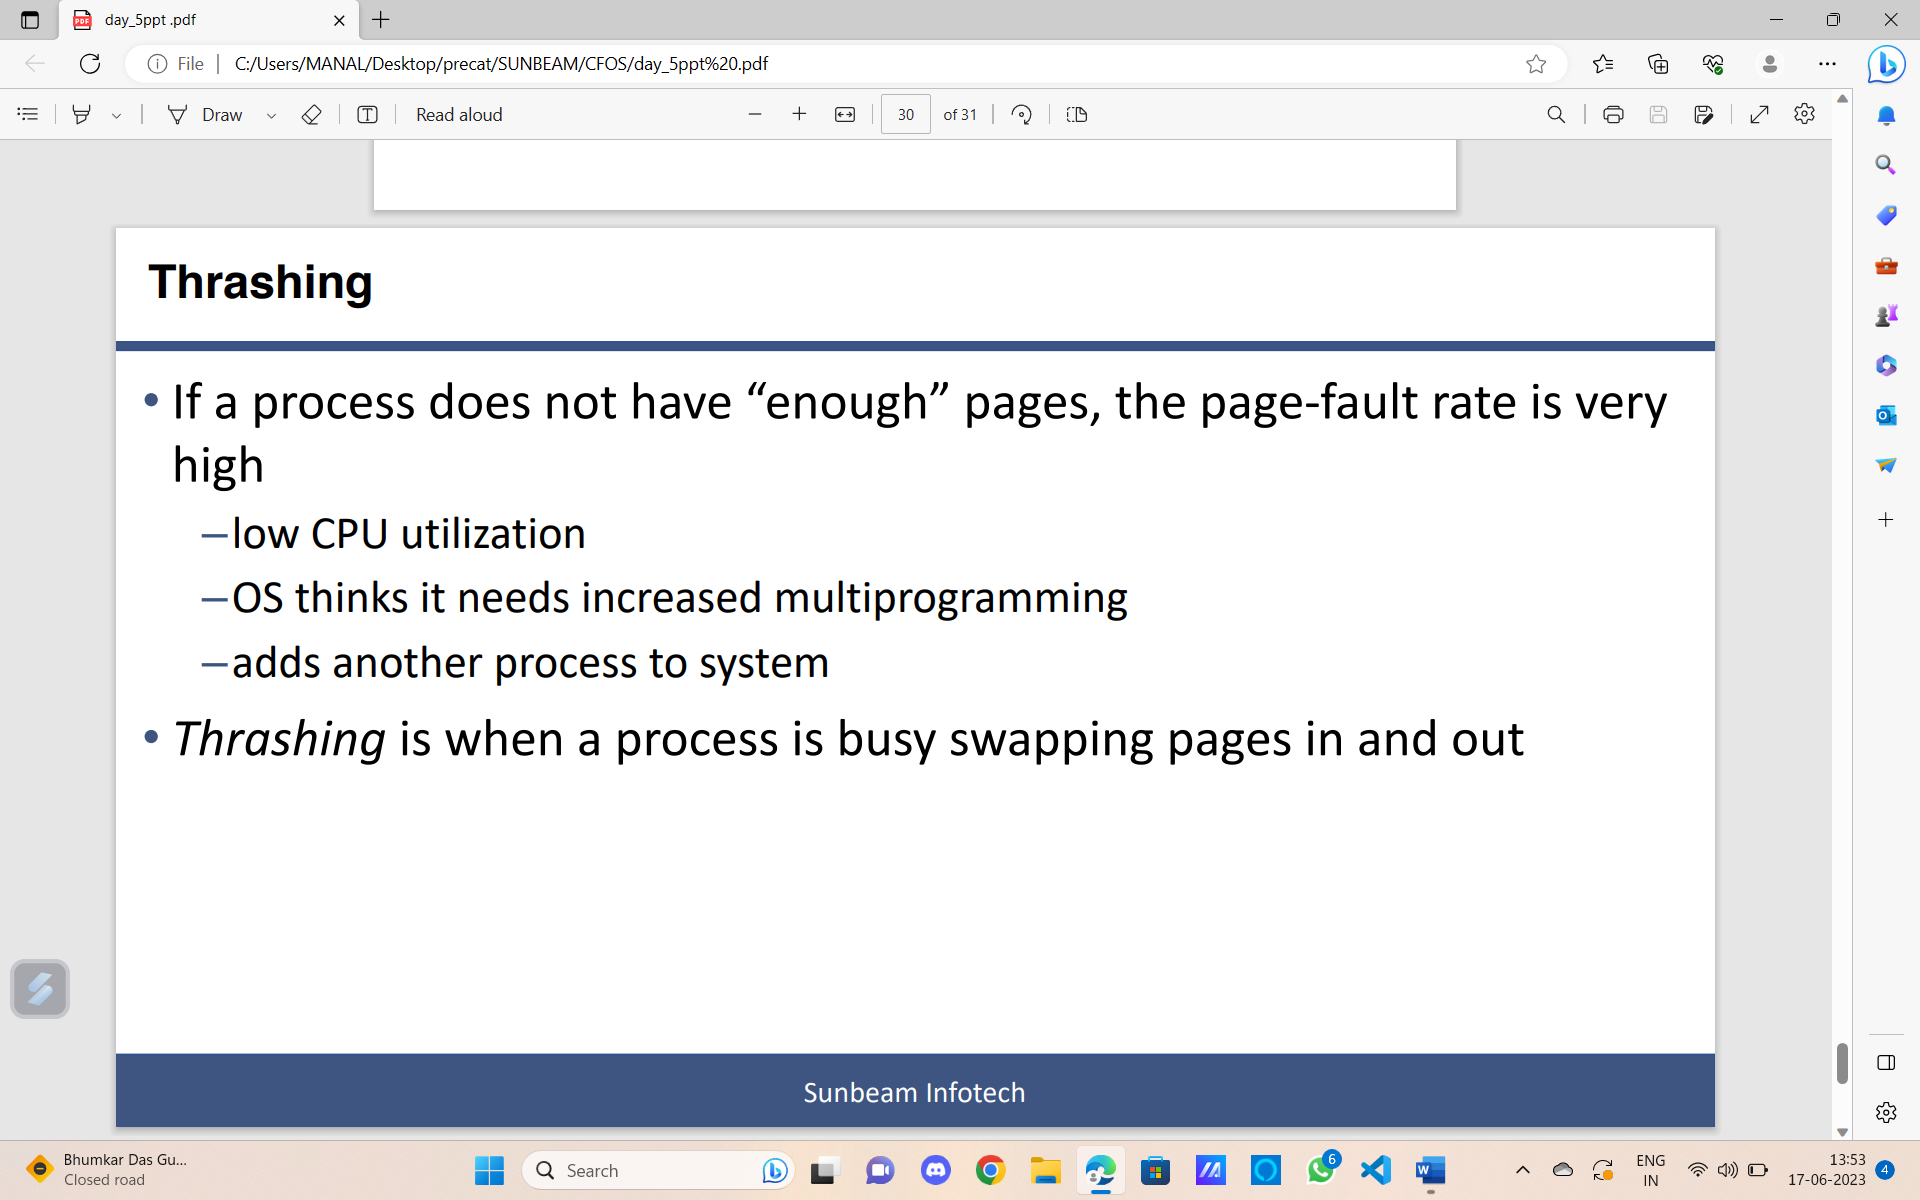 day_5ppt .pdf
File
C:/Users/MANAL/Desktop/precat/SUNBEAM/CFOS/day_5ppt%20.pdf
Draw
Read aloud
30
of 31
Thrashing
• If a process does not have “enough” pages, the page-fault rate is very
high
–low CPU utilization
–OS thinks it needs increased multiprogramming
–adds another process to system
• Thrashing is when a process is busy swapping pages in and out
Sunbeam Infotech
Bhumkar Das Gu...
Closed road
Search
6
ENG
IN
13:53
17-06-2023
4